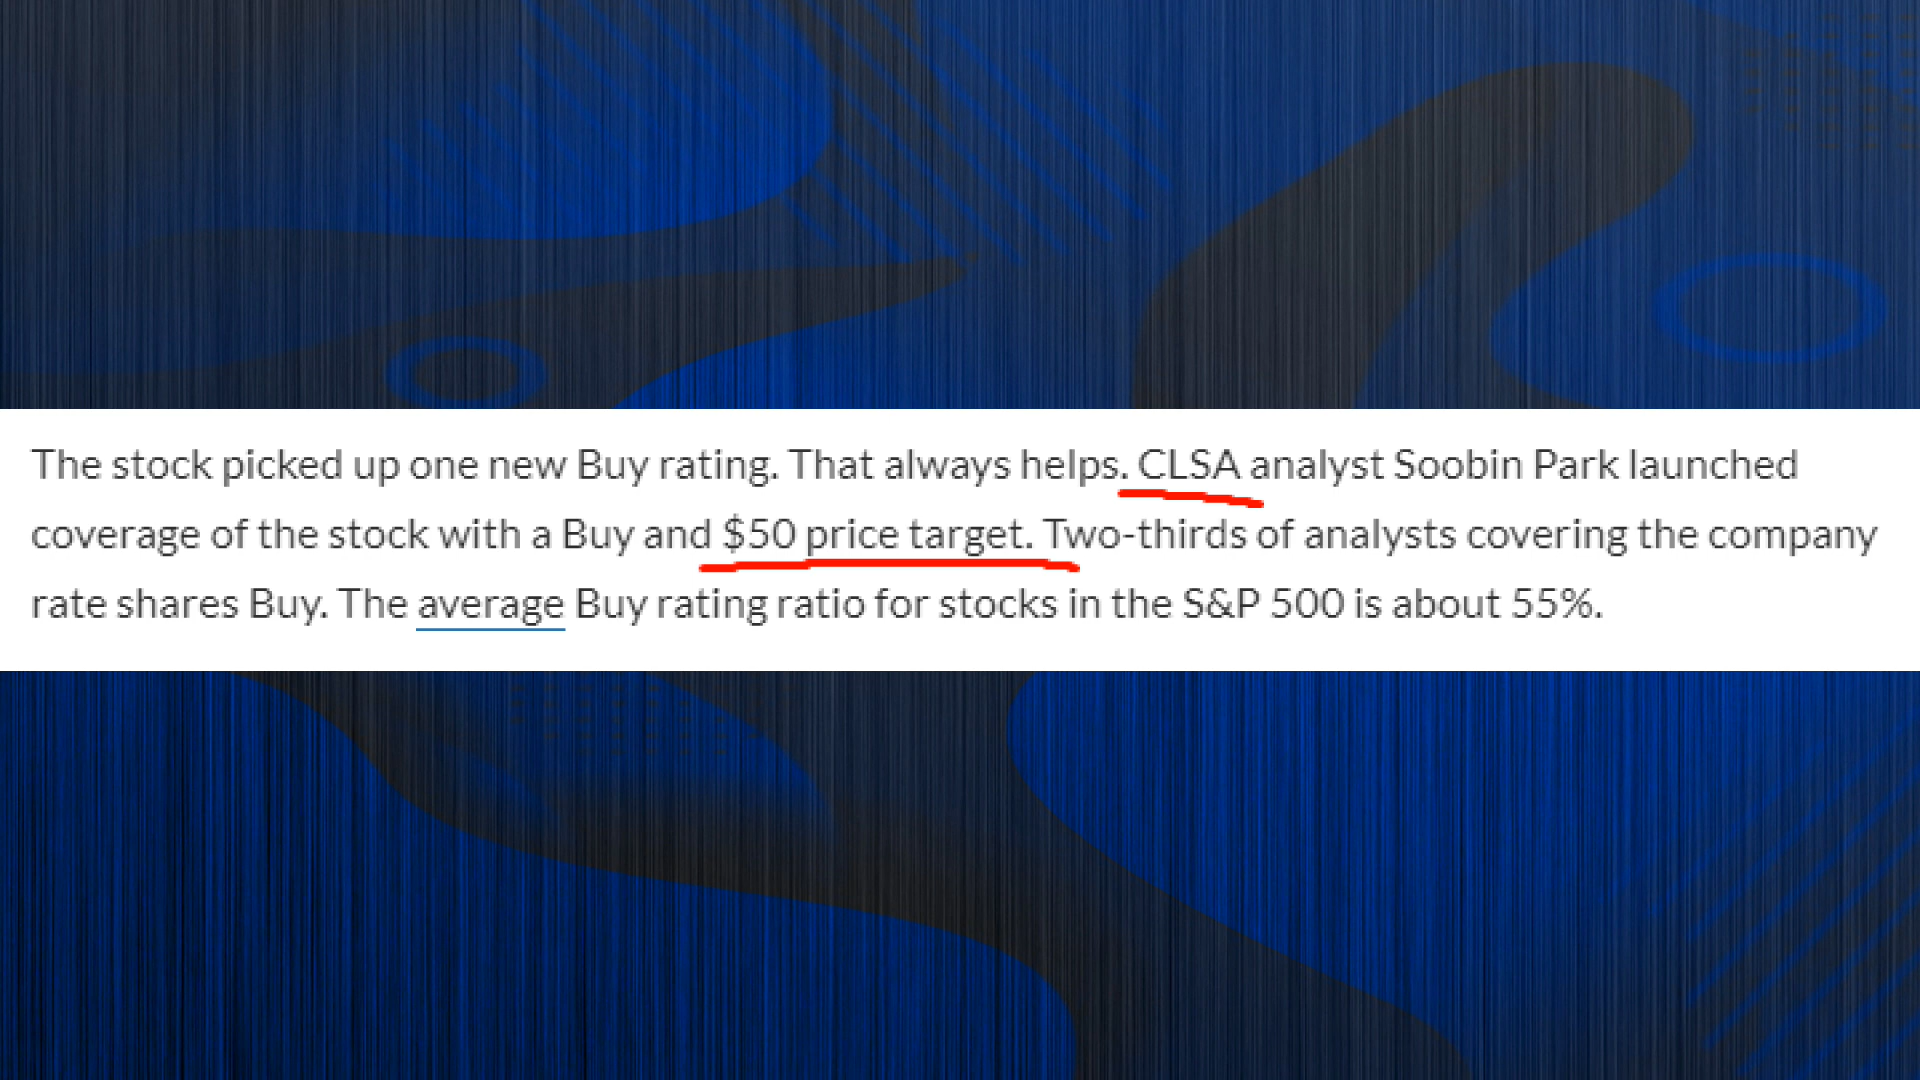 The stock picked up one new Buy rating. That always helps. CLSA analyst Soobin Park launched
coverage of the stock with a Buy and $50 price target. Two-thirds of analysts covering the company
rate shares Buy. The average Buy rating ratio for stocks in the S&P 500 is about 55%.